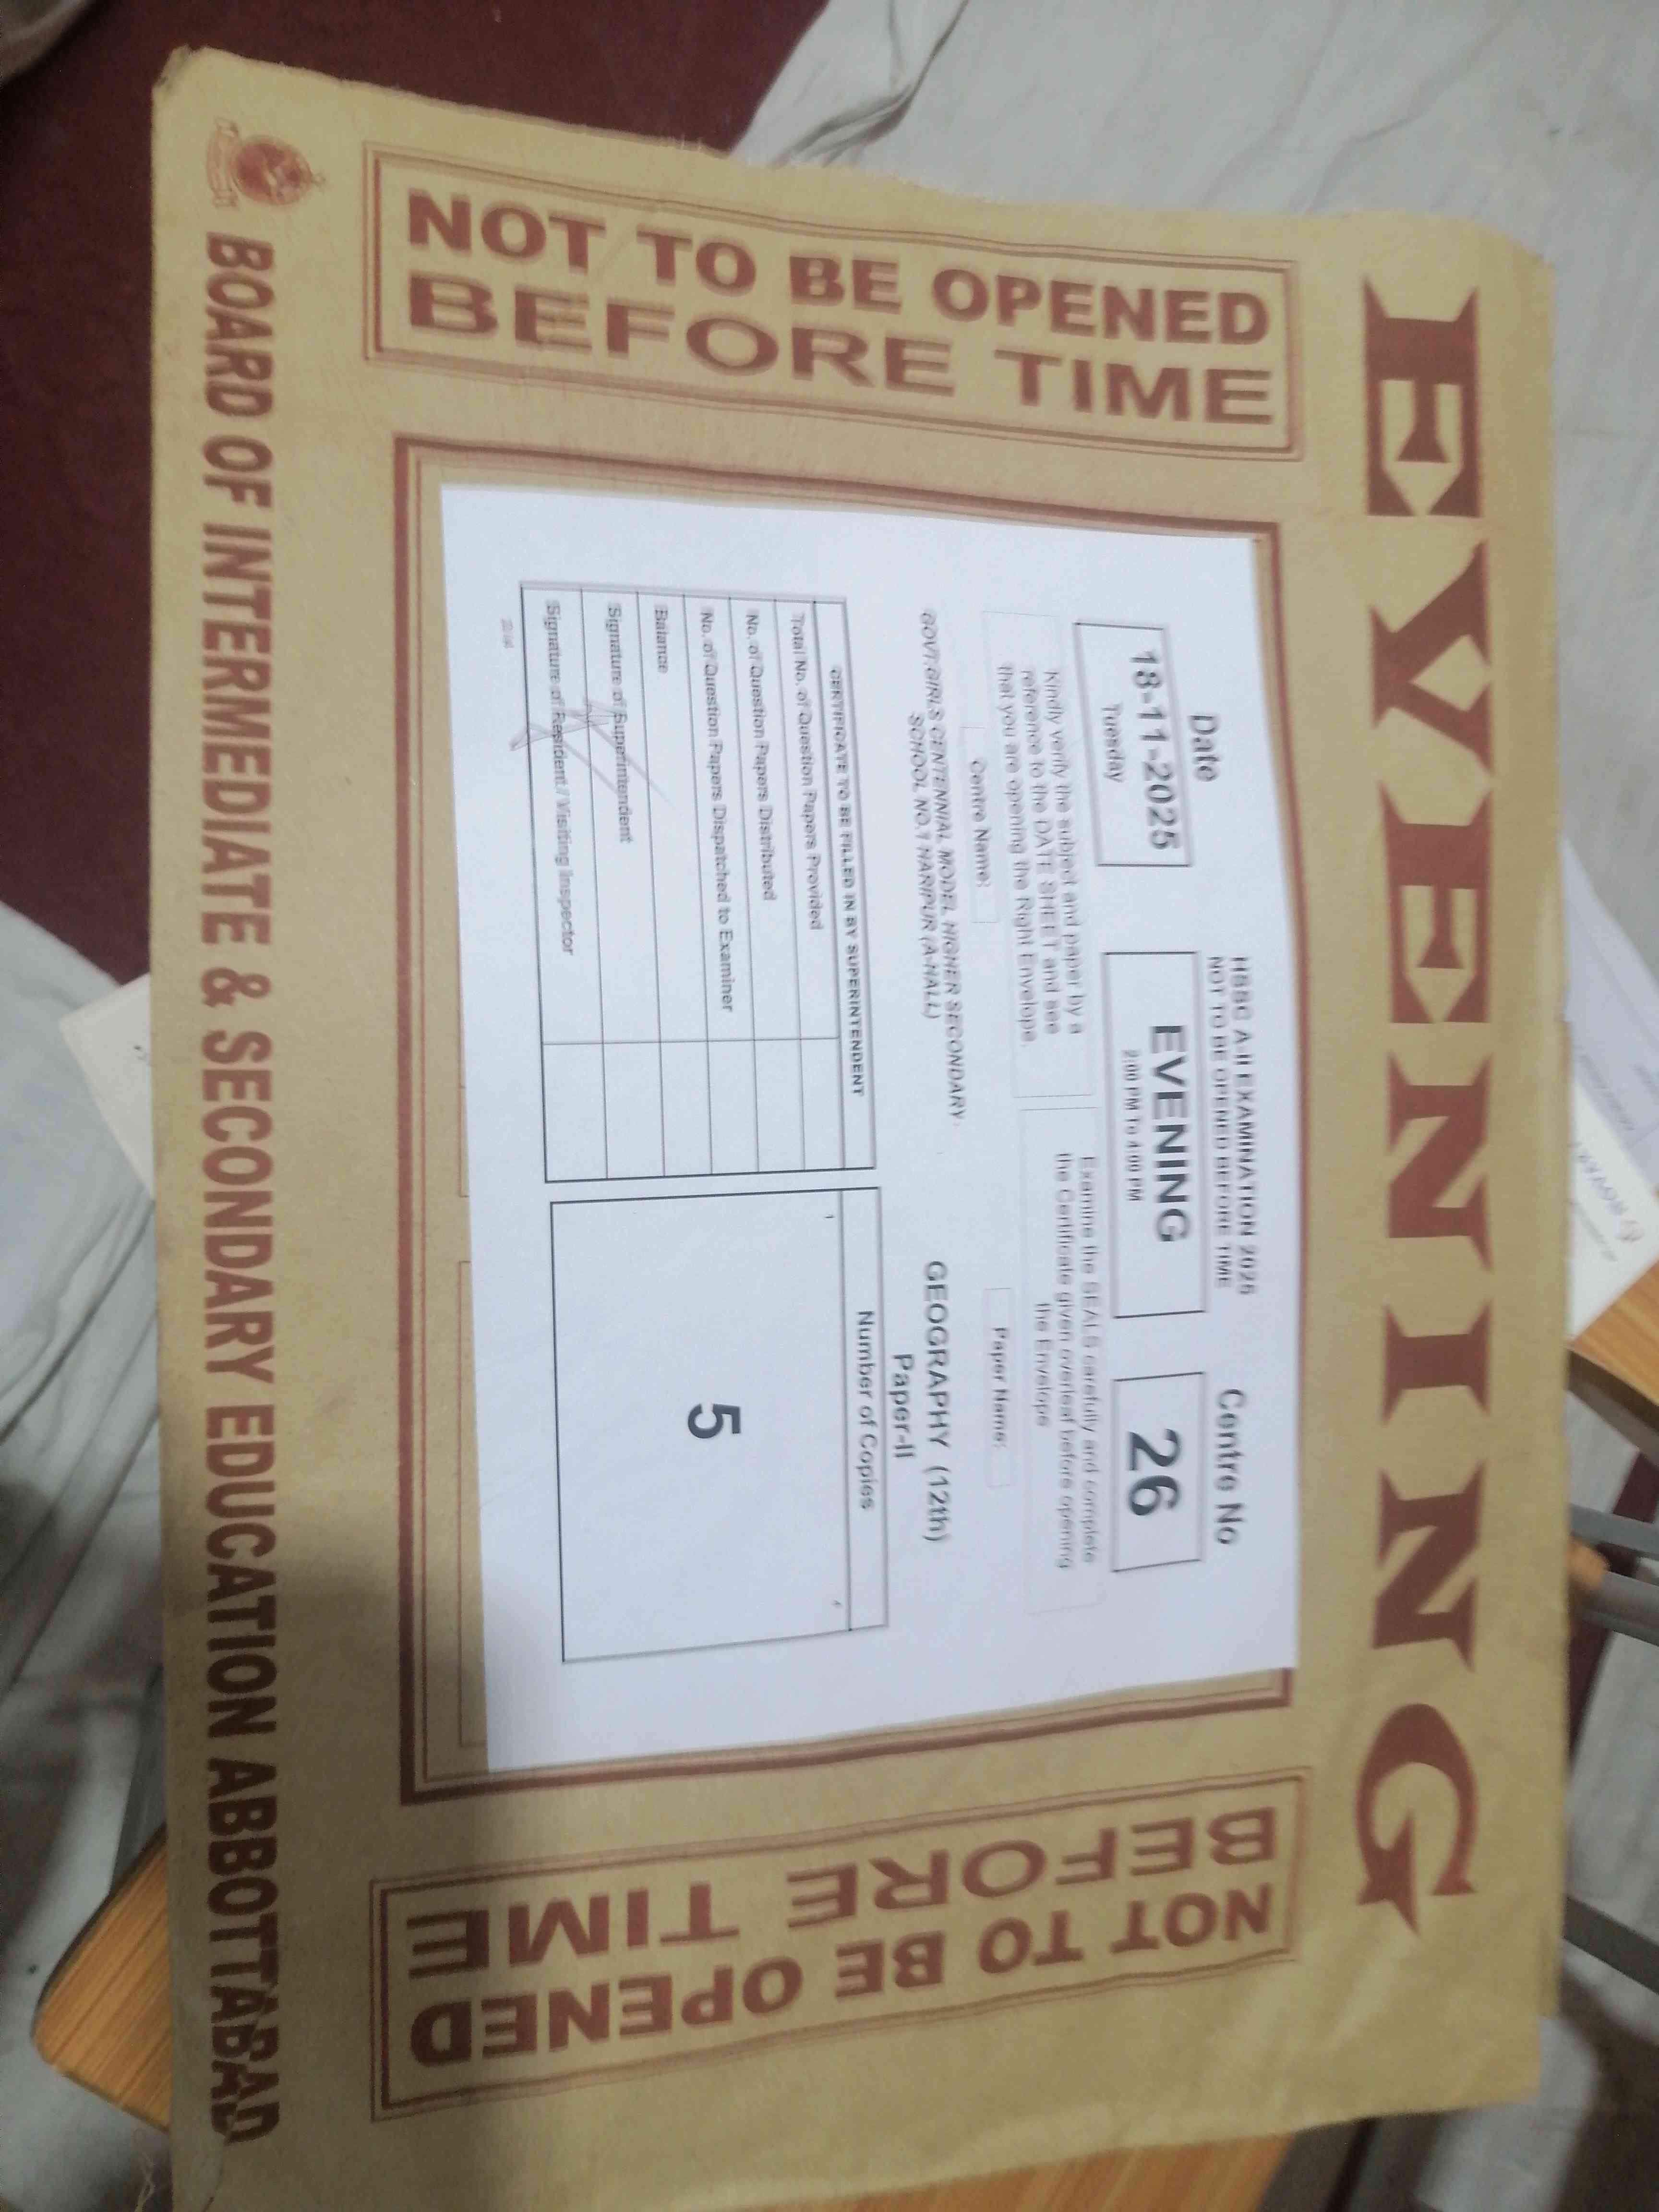 EVENING
NOT TO BE OPENED
BEFORE TIME
HSSC A-II EXAMINATION 2025
NOT TO BE OPENED BEFORE TIME
Date
Centre No
18-11-2025
Tuesday
EVENING
2:00 PM To 4:00 PM
26
Kindly verify the subject and paper by a
reference to the DATE SHEET and see
that you are opening the Right Envelope.
Examine the SEALS carefully and complete
the Certificate given overleaf before opening
the Envelope
Centre Name:
Paper Name:
GOVT.GIRLS CENTENNIAL MODEL HIGHER SECONDARY
SCHOOL NO.1 HARIPUR (A-HALL)
GEOGRAPHY (12th)
Paper-II
CERTIFICATE TO BE FILLED IN BY SUPERINTENDENT
Total No. of Question Papers Provided
No. of Question Papers Distributed
No. of Question Papers Dispatched to Examiner
Balance
Signature of Superintendent
Signature of Resident / Visiting Inspector
Number of Copies
5
NOT TO BE OPENED
BEFORE TIME
BOARD OF INTERMEDIATE & SECONDARY EDUCATION ABBOTTABAD